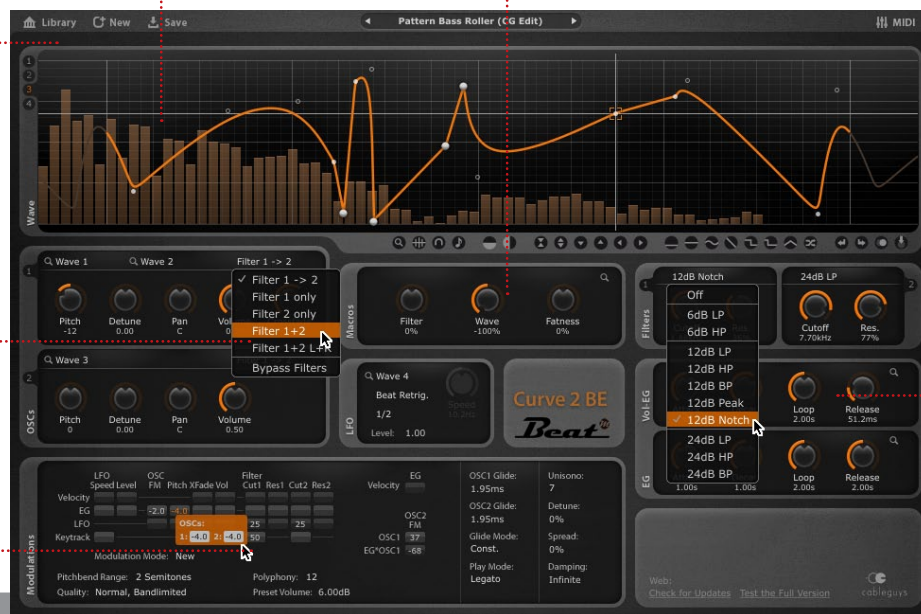 Library New Save Pattern Bass Roller (CG Edit) MIDI
1
2
3
4
Wave
Wave 1 Wave 2 Filter 1 -> 2
1
Pitch Detune Pan
-12 0.00 C
Filter 1 -> 2
Filter 1 only
Filter 2 only
Filter 1+2
Filter 1+2 L+R
Bypass Filters
Wave 3
2
OSCs
Pitch Detune Pan Volume
0 0.00 C 0.50
Macros
Filter Wave Fatness
0% -100% 0%
LFO
Wave 4
Beat Retrig.
1/2
Level: 1.00
Speed
10.2Hz
Curve 2 BE
Beat
Filters
1 12dB Notch 24dB LP 2
Off
6dB LP
6dB HP
12dB LP
12dB HP
12dB BP
12dB Peak
12dB Notch
24dB LP
24dB HP
24dB BP
Cutoff Res.
7.70kHz 77%
Vol-EG
Loop Release
2.00s 51.2ms
EG
Loop Release
1.00s 1.00s 2.00s 2.00s
Modulations
LFO OSC Filter
Speed Level FM Pitch XFade Vol Cut1 Res1 Cut2 Res2
Velocity
EG -2.0 -4.0
LFO 25 25
Keytrack 50
OSCs:
1: -4.0 2: -4.0
Modulation Mode: New
Pitchbend Range: 2 Semitones Polyphony: 12
Quality: Normal, Bandlimited Preset Volume: 6.00dB
EG
Velocity
OSC2
FM
OSC1 37
EG*OSC1 -68
OSC1 Glide:
1.95ms
OSC2 Glide:
1.95ms
Glide Mode:
Const.
Play Mode:
Legato
Unisono:
7
Detune:
0%
Spread:
0%
Damping:
Infinite
Web:
Check for Updates Test the Full Version
cableguys